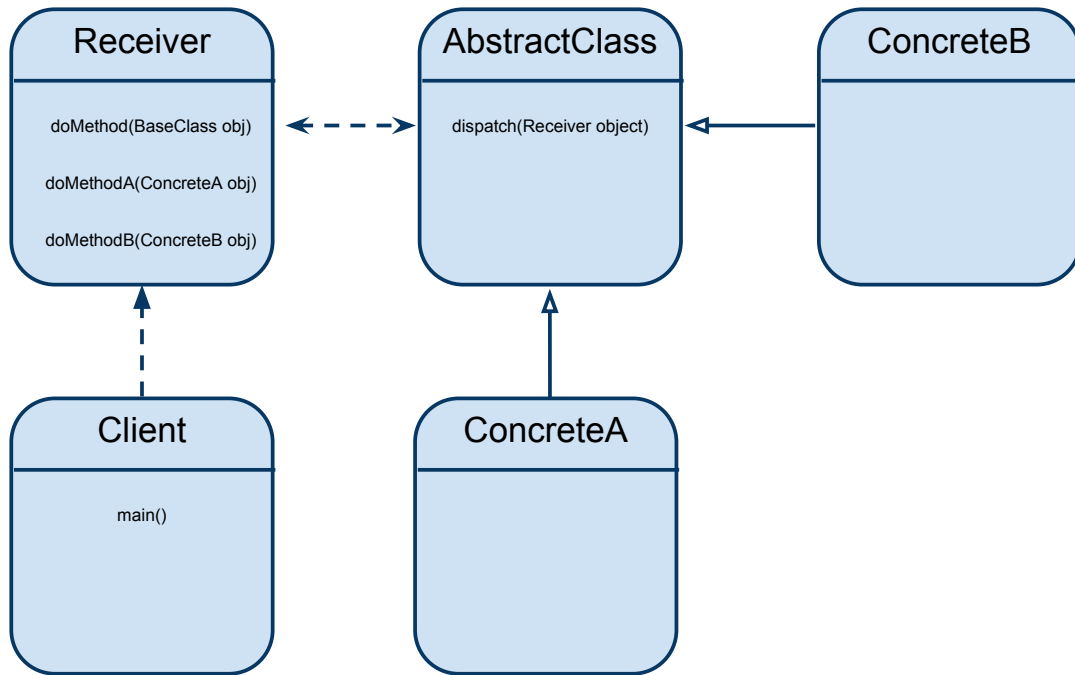 Receiver
doMethod(BaseClass obj)
doMethodA(ConcreteA obj)
doMethodB(ConcreteB obj)
AbstractClass
dispatch(Receiver object)
ConcreteB
Client
main()
ConcreteA